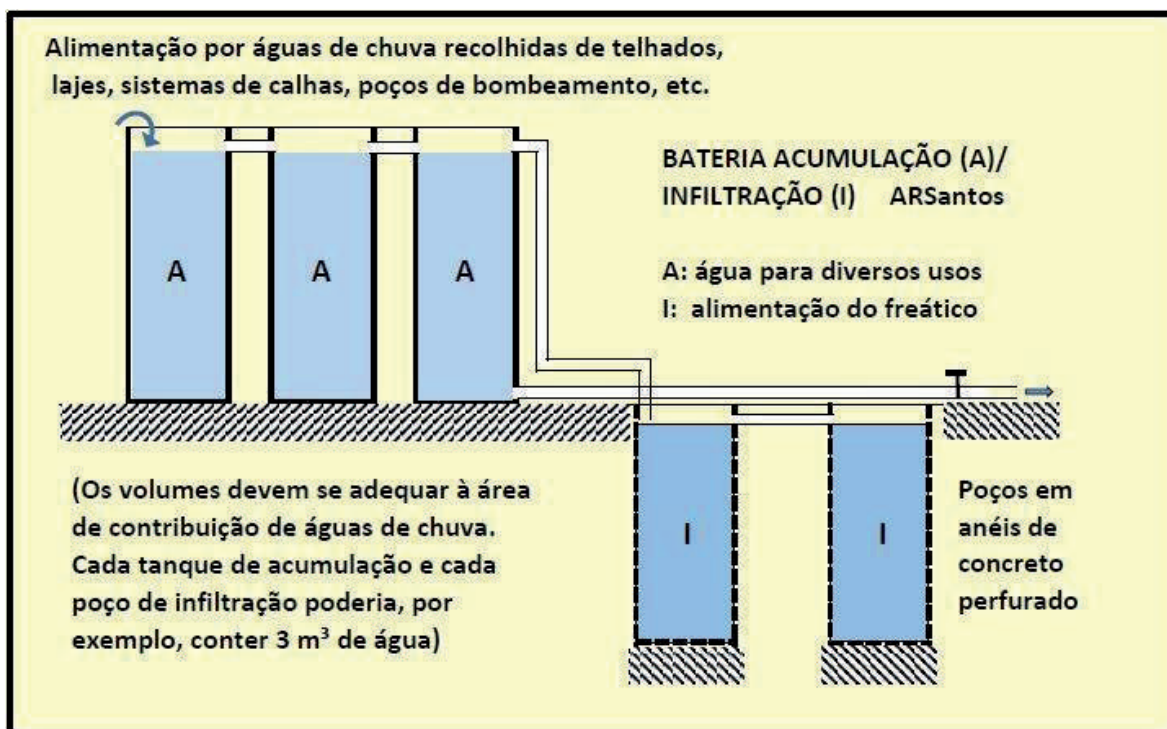 Alimentação por águas de chuva recolhidas de telhados,
lajes, sistemas de calhas, poços de bombeamento, etc.
BATERIA ACUMULAÇÃO (A)/
INFILTRAÇÃO (I) ARSantos
A: água para diversos usos
I: alimentação do freático
A
A
A
(Os volumes devem se adequar à área
de contribuição de águas de chuva.
Cada tanque de acumulação e cada
poço de infiltração poderia, por
exemplo, conter 3 m³ de água)
I
I
Poços em
anéis de
concreto
perfurado